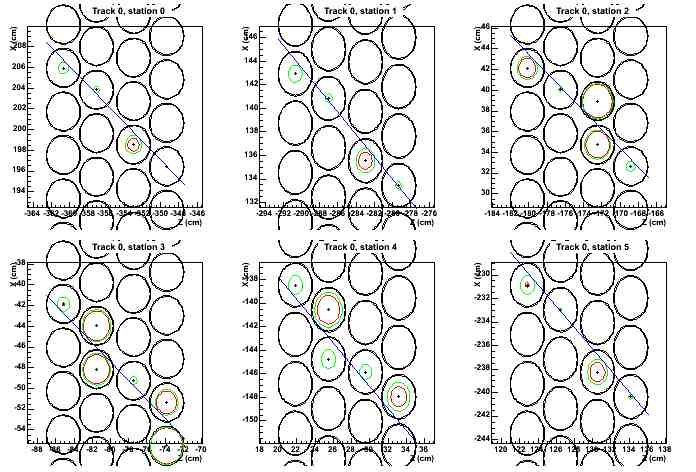 Track 0, station 0
Track 0, station 1
Track 0, station 2
X (cm)
X (cm)
X (cm)
208
206
204
202
200
198
196
194
146
144
142
140
138
136
134
132
46
44
42
40
38
36
34
32
30
-364 -362 -360 -358 -356 -354 -352 -350 -348 -346
Z (cm)
-294 -292 -290 -288 -286 -284 -282 -280 -278 -276
Z (cm)
-184 -182 -180 -178 -176 -174 -172 -170 -168 -166
Z (cm)
Track 0, station 3
Track 0, station 4
Track 0, station 5
X (cm)
X (cm)
X (cm)
-38
-40
-42
-44
-46
-48
-50
-52
-54
-140
-142
-144
-146
-148
-150
-230
-232
-234
-236
-238
-240
-242
-244
-88 -86 -84 -82 -80 -78 -76 -74 -72 -70
Z (cm)
18 20 22 24 26 28 30 32 34 36
Z (cm)
120 122 124 126 128 130 132 134 136 138
Z (cm)